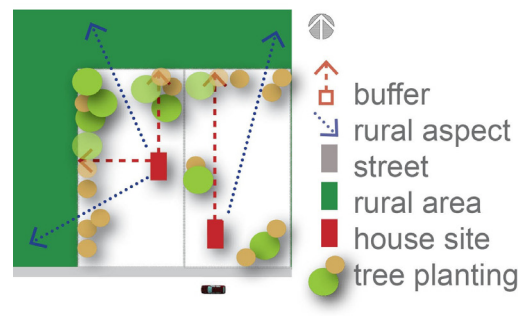 buffer
rural aspect
street
rural area
house site
tree planting